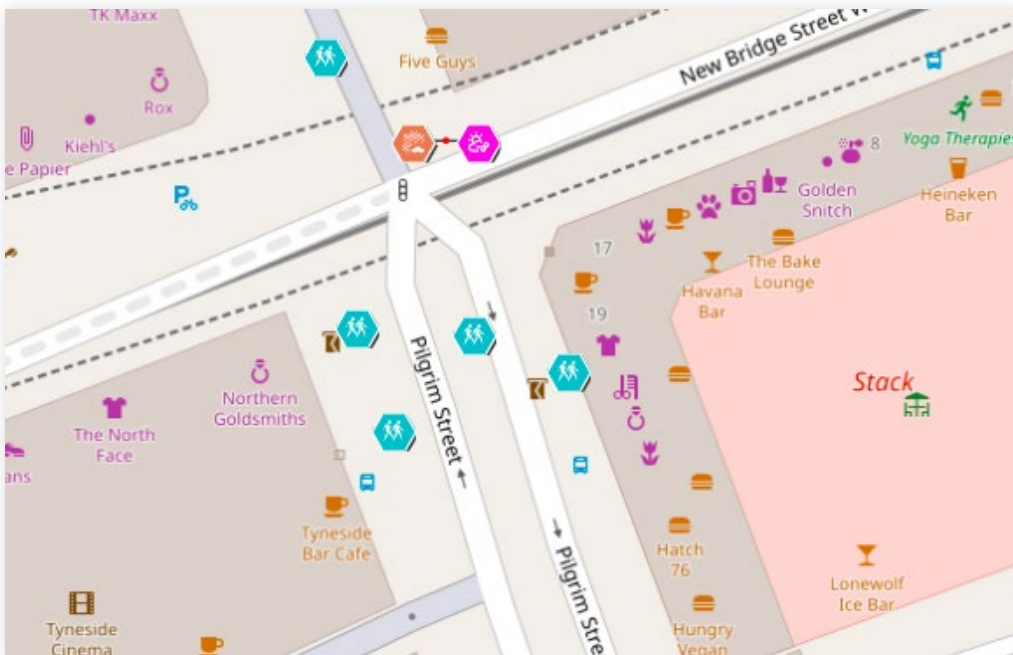 TK Maxx
Five Guys
New Bridge Street W
Rox
Kiehl's
e Papier
P
8
Yoga Therapies
Golden
Snitch
Heineken
Bar
17
The Bake
Lounge
Havana
Bar
19
Pilgrim Street
Stack
Northern
Goldsmiths
The North
Face
ans
Tyneside
Bar Cafe
Hatch
76
Pilgrim Stre
Lonewolf
Ice Bar
Tyneside
Cinema
Hungry
Vegan